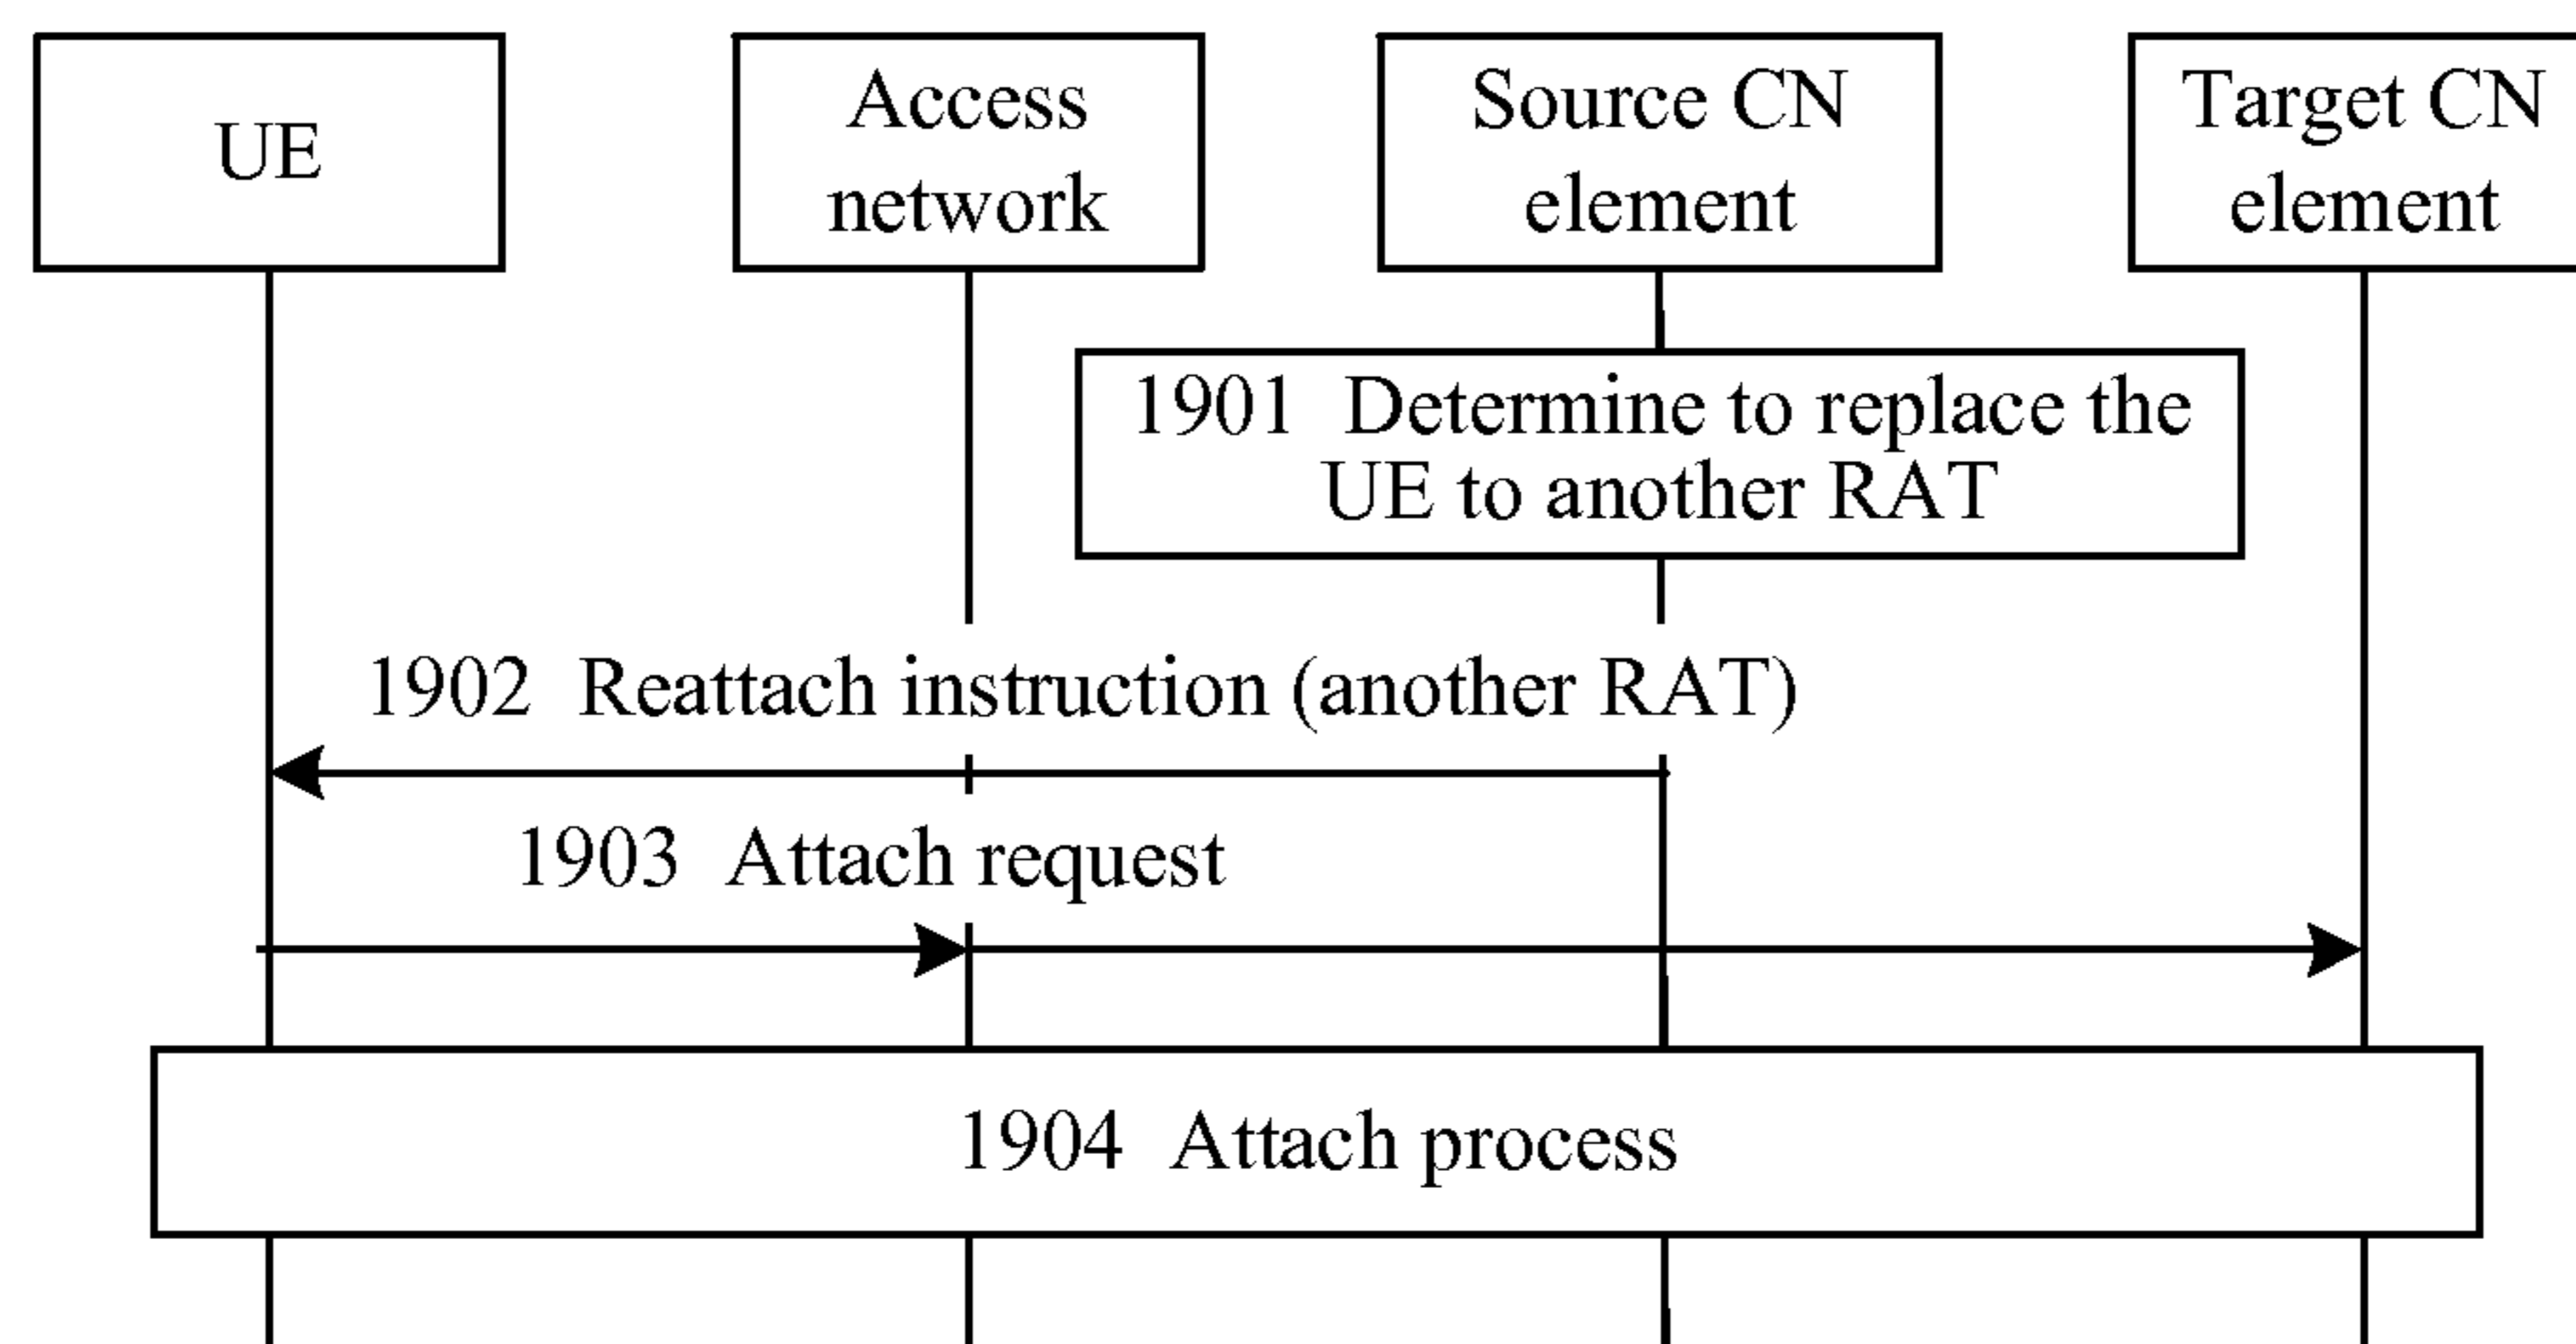 UE
Access
network
Source CN
element
Target CN
element
1901 Determine to replace the
UE to another RAT
1902 Reattach instruction (another RAT)
1903 Attach request
1904 Attach process